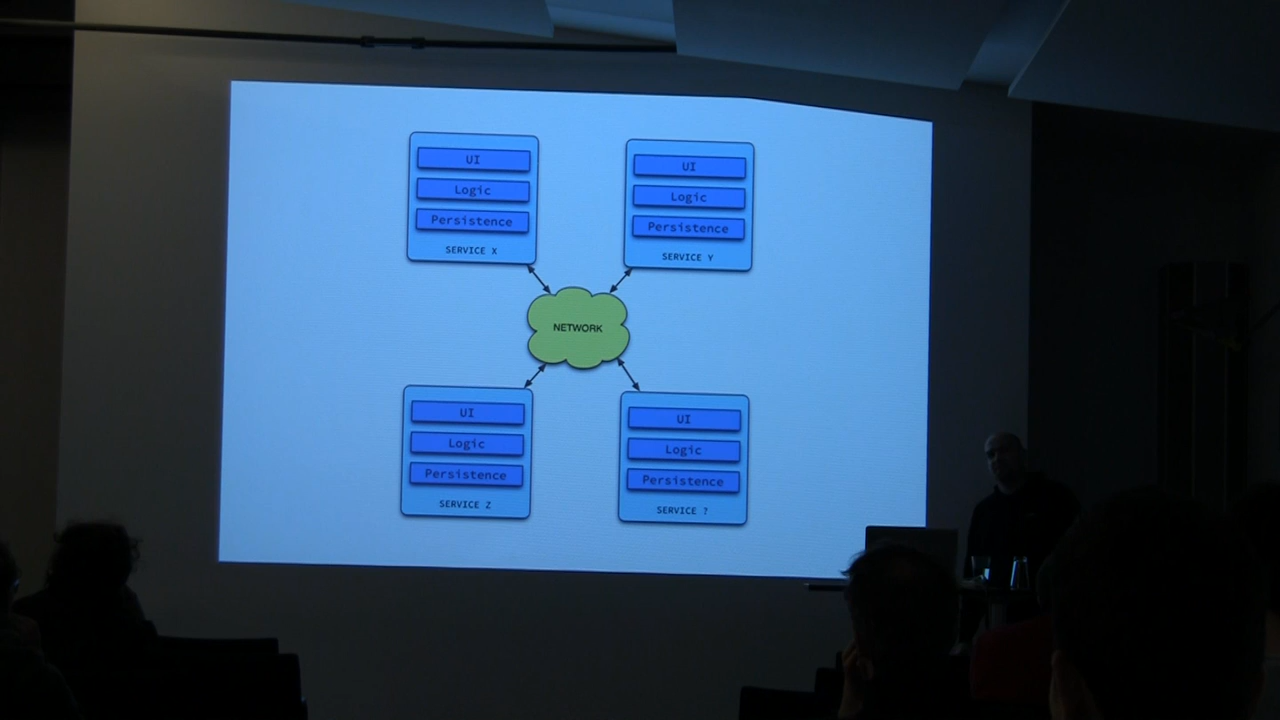 UI
Logic
Persistence
SERVICE X
UI
Logic
Persistence
SERVICE Y
NETWORK
UI
Logic
Persistence
SERVICE Z
UI
Logic
Persistence
SERVICE ?